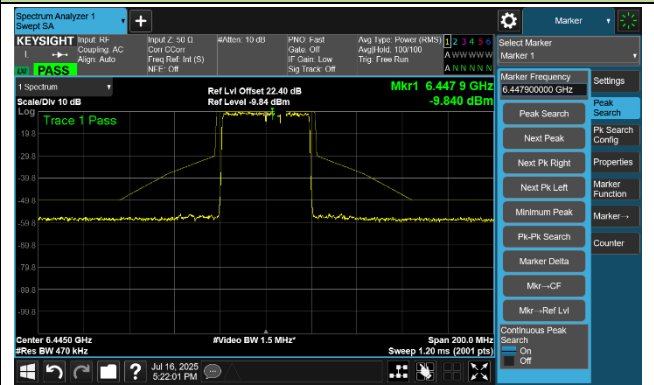 Spectrum Analyzer 1
Swept SA
Marker
KEYSIGHT
Input: RF
Coupling: AC
Align: Auto
Input Z: 50 Ω
Corr CCorr
Freq Ref: Int (S)
NFE: Off
#Atten: 10 dB
PNO: Fast
Gate: Off
IF Gain: Low
Sig Track: Off
Avg Type: Power (RMS)
Avg|Hold: 100/100
Trig: Free Run
1 2 3 4 5 6
A W W W W W
A N N N N N
PASS
Select Marker
Marker 1
1 Spectrum
Scale/Div 10 dB
Ref Lvl Offset 22.40 dB
Ref Level -9.84 dBm
Mkr1 6.447 9 GHz
-9.840 dBm
Log
Trace 1 Pass
-19.8
-29.8
-39.8
-49.8
-59.8
-69.8
-79.8
-89.8
-99.8
Center 6.4450 GHz
#Res BW 470 kHz
#Video BW 1.5 MHz*
Span 200.0 MHz
Sweep 1.20 ms (2001 pts)
Marker Frequency
6.447900000 GHz
Peak Search
Next Peak
Next Pk Right
Next Pk Left
Minimum Peak
Pk-Pk Search
Marker Delta
Mkr→CF
Mkr→Ref Lvl
Continuous Peak
Search
On
Off
Settings
Peak
Search
Pk Search
Config
Properties
Marker
Function
Marker→
Counter
Jul 16, 2025
5:22:01 PM